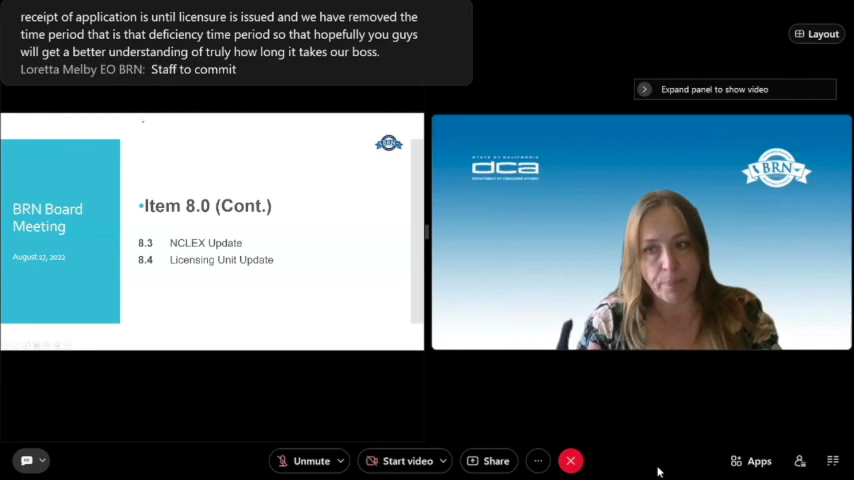 receipt of application is until licensure is issued and we have removed the
time period that is that deficiency time period so that hopefully you guys
will get a better understanding of truly how long it takes our boss.
Loretta Melby EO BRN: Staff to commit
Layout
Expand panel to show video
BRN
BRN Board
Meeting
August 17, 2022
•Item 8.0 (Cont.)
8.3 NCLEX Update
8.4 Licensing Unit Update
STATE OF CALIFORNIA
dca
DEPARTMENT OF CONSUMER AFFAIRS
BRN
Unmute
Start video
Share
Apps